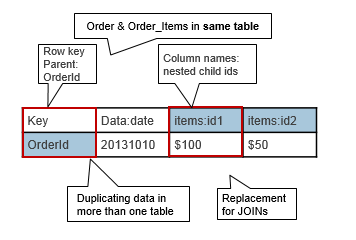 Order & Order_Items in same table
Row key
Parent:
OrderId
Column names:
nested child ids
Key Data:date items:id1 items:id2
OrderId 20131010 $100 $50
Duplicating data in
more than one table
Replacement
for JOINs